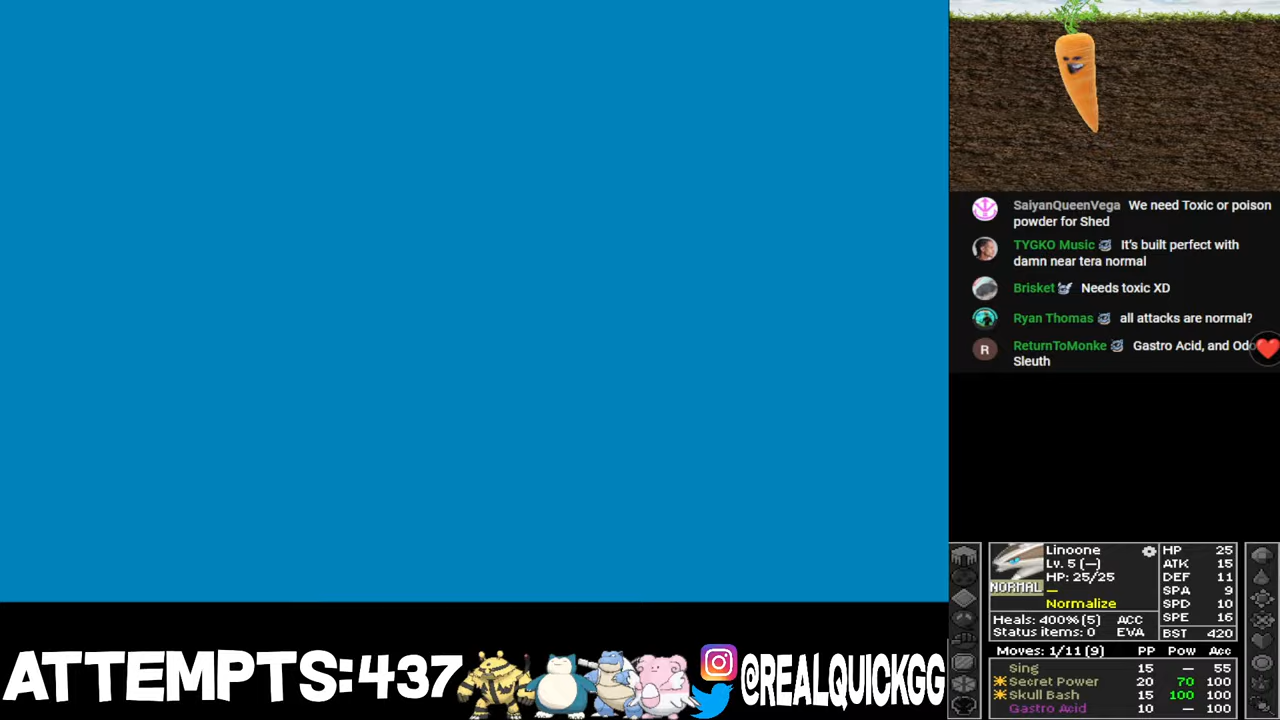 SaiyanQueenVega We need Toxic or poison
powder for Shed
TYGKO Music It's built perfect with
damn near tera normal
Brisket Needs toxic XD
Ryan Thomas all attacks are normal?
R ReturnToMonke Gastro Acid, and
Sleuth
Linoone
Lv. 5 (—)
HP: 25/25
NORMAL —
Normalize
HP 25
ATK 15
DEF 11
SPA 9
SPD 10
SPE 16
BST 420
Heals: 400% (5) ACC
Status items: 0 EVA
Moves: 1/11 (9) PP Pow Acc
Sing 15 — 55
Secret Power 20 70 100
Skull Bash 15 100 100
Gastro Acid 10 — 100
ATTEMPTS:437
@REALQUICKGG